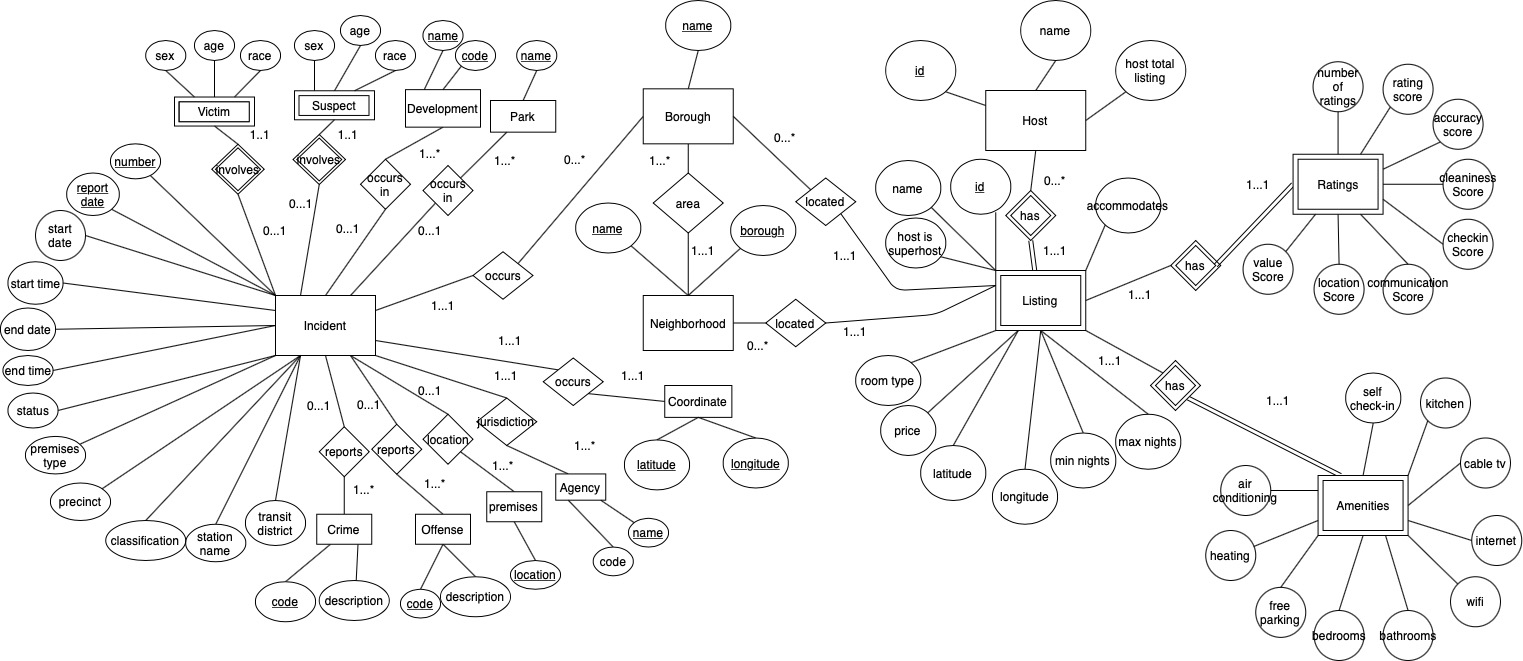 name
name
id
host total
listing
Host
Borough
sex
age
race
Victim
sex
age
race
Suspect
name
code
Development
name
Park
1...1
involves
0...1
1...1
involves
0...1
1...*
occurs
in
0...1
1...*
occurs
in
0...1
0...*
occurs
1...1
1...*
area
1...1
name
borough
Neighborhood
0...*
located
1...1
0...*
located
1...1
0...*
has
1...1
name
id
host is
superhost
accommodates
Listing
room type
price
latitude
longitude
min nights
max nights
1...1
has
1...1
number
of
ratings
rating
score
accuracy
score
cleaniness
Score
checkin
Score
communication
Score
location
Score
value
Score
Ratings
1...1
has
1...1
self
check-in
kitchen
cable tv
internet
wifi
bathrooms
bedrooms
free
parking
heating
air
conditioning
Amenities
number
report
date
start
date
start time
end date
end time
status
premises
type
precinct
classification
station
name
transit
district
Incident
1...1
occurs
1...1
Coordinate
latitude
longitude
1...1
jurisdiction
1...*
Agency
name
code
0...1
location
1...*
premises
location
0...1
reports
1...*
Offense
code
description
0...1
reports
1...*
Crime
code
description